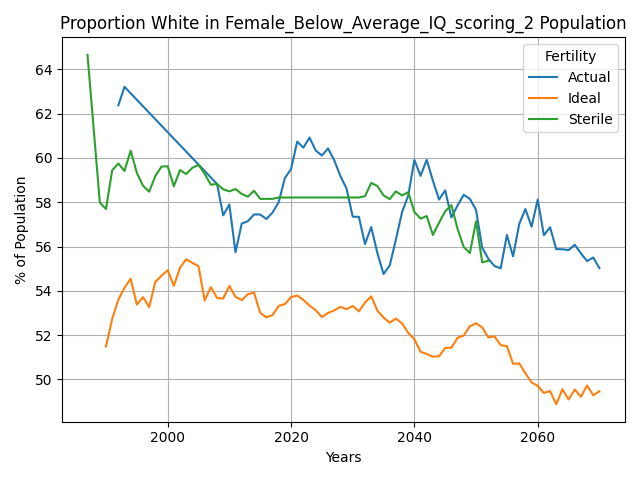 Proportion White in Female_Below_Average_IQ_scoring_2 Population
Fertility
Actual
Ideal
Sterile
% of Population
64
62
60
58
56
54
52
50
2000
2020
2040
2060
Years